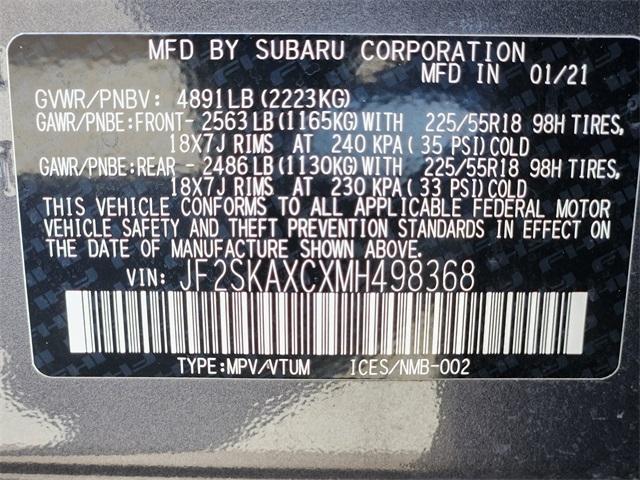 MFD BY SUBARU CORPORATION
MFD IN 01/21
GVWR/PNBV: 4891LB(2223KG)
GAWR/PNBE:FRONT- 2563LB(1165KG)WITH 225/55R18 98H TIRES,
18X7J RIMS AT 240 KPA( 35 PSI)COLD
GAWR/PNBE:REAR - 2486LB(1130KG)WITH 225/55R18 98H TIRES,
18X7J RIMS AT 230 KPA( 33 PSI)COLD
THIS VEHICLE CONFORMS TO ALL APPLICABLE FEDERAL MOTOR
VEHICLE SAFETY AND THEFT PREVENTION STANDARDS IN EFFECT ON
THE DATE OF MANUFACTURE SHOWN ABOVE.
VIN: JF2SKAXCXMH498368
TYPE:MPV/VTUM ICES/NMB-002